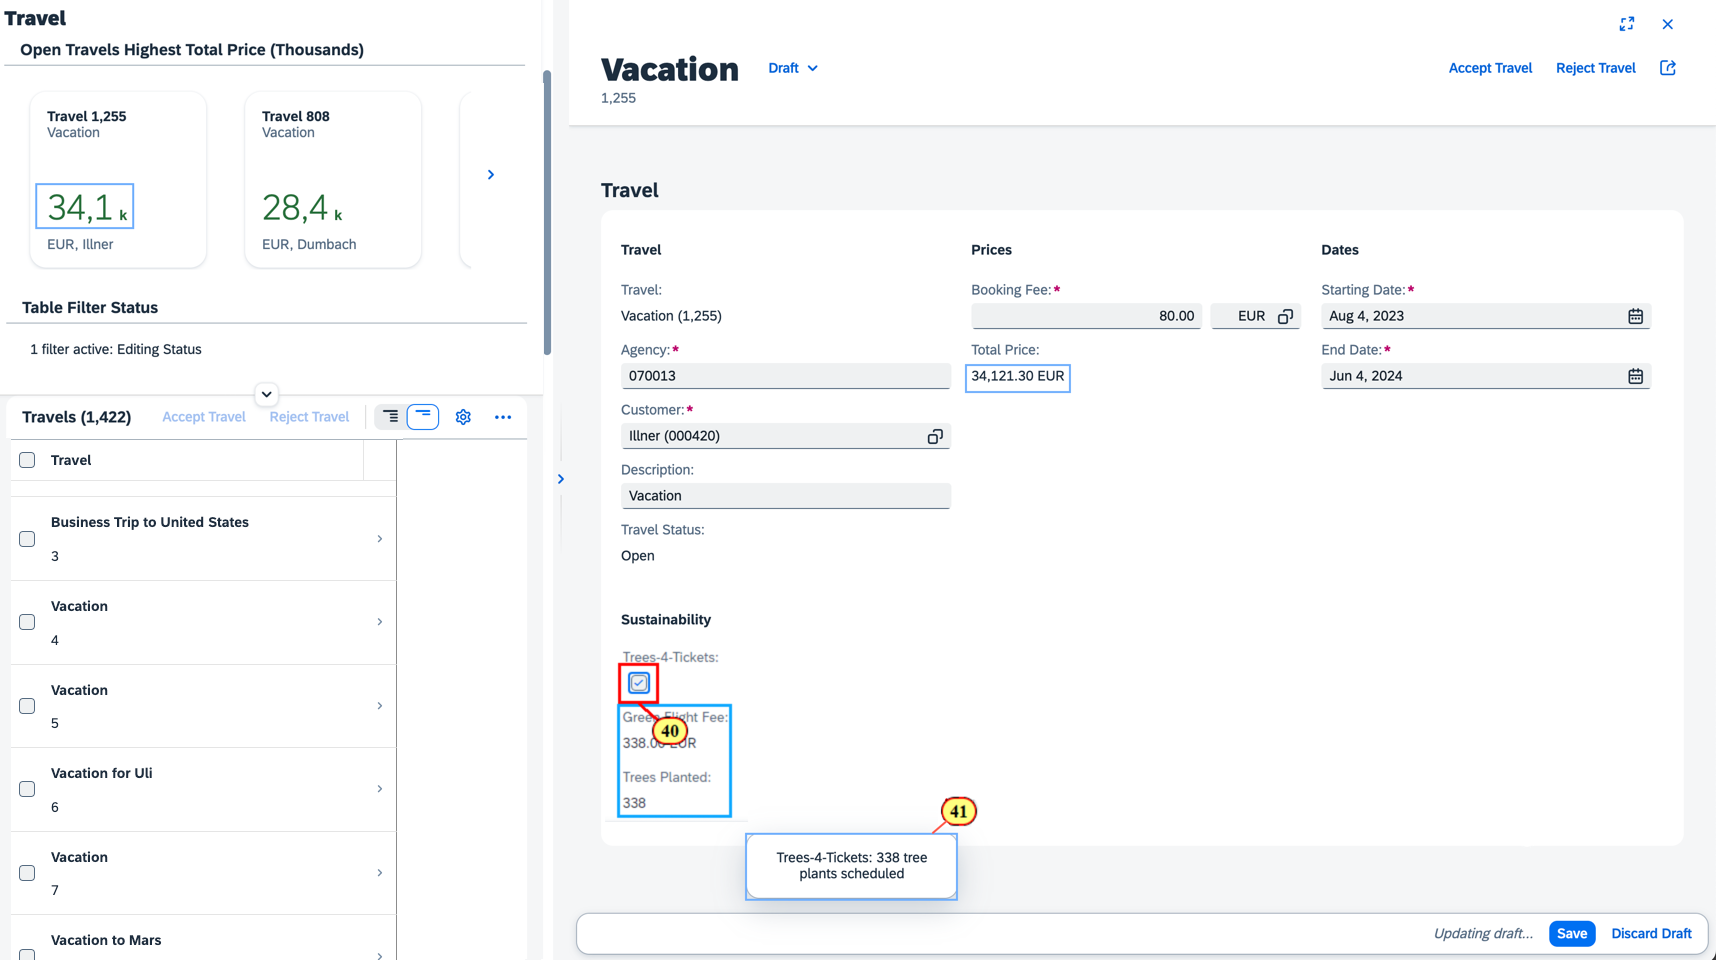 Travel
Open Travels Highest Total Price (Thousands)
Travel 1,255
Vacation
34,1 k
EUR, Illner
Travel 808
Vacation
28,4 k
EUR, Dumbach
Table Filter Status
1 filter active: Editing Status
Travels (1,422)
Accept Travel
Reject Travel
Travel
Business Trip to United States
3
Vacation
4
Vacation
5
Vacation for Uli
6
Vacation
7
Vacation to Mars
Vacation
Draft
1,255
Accept Travel
Reject Travel
Travel
Travel
Travel:
Vacation (1,255)
Agency:*
070013
Customer:*
Illner (000420)
Description:
Vacation
Travel Status:
Open
Prices
Booking Fee:*
80.00
EUR
Total Price:
34,121.30 EUR
Dates
Starting Date:*
Aug 4, 2023
End Date:*
Jun 4, 2024
Sustainability
Trees-4-Tickets:
Green Flight Fee:
40
338.00 EUR
Trees Planted:
338
41
Trees-4-Tickets: 338 tree
plants scheduled
Updating draft...
Save
Discard Draft